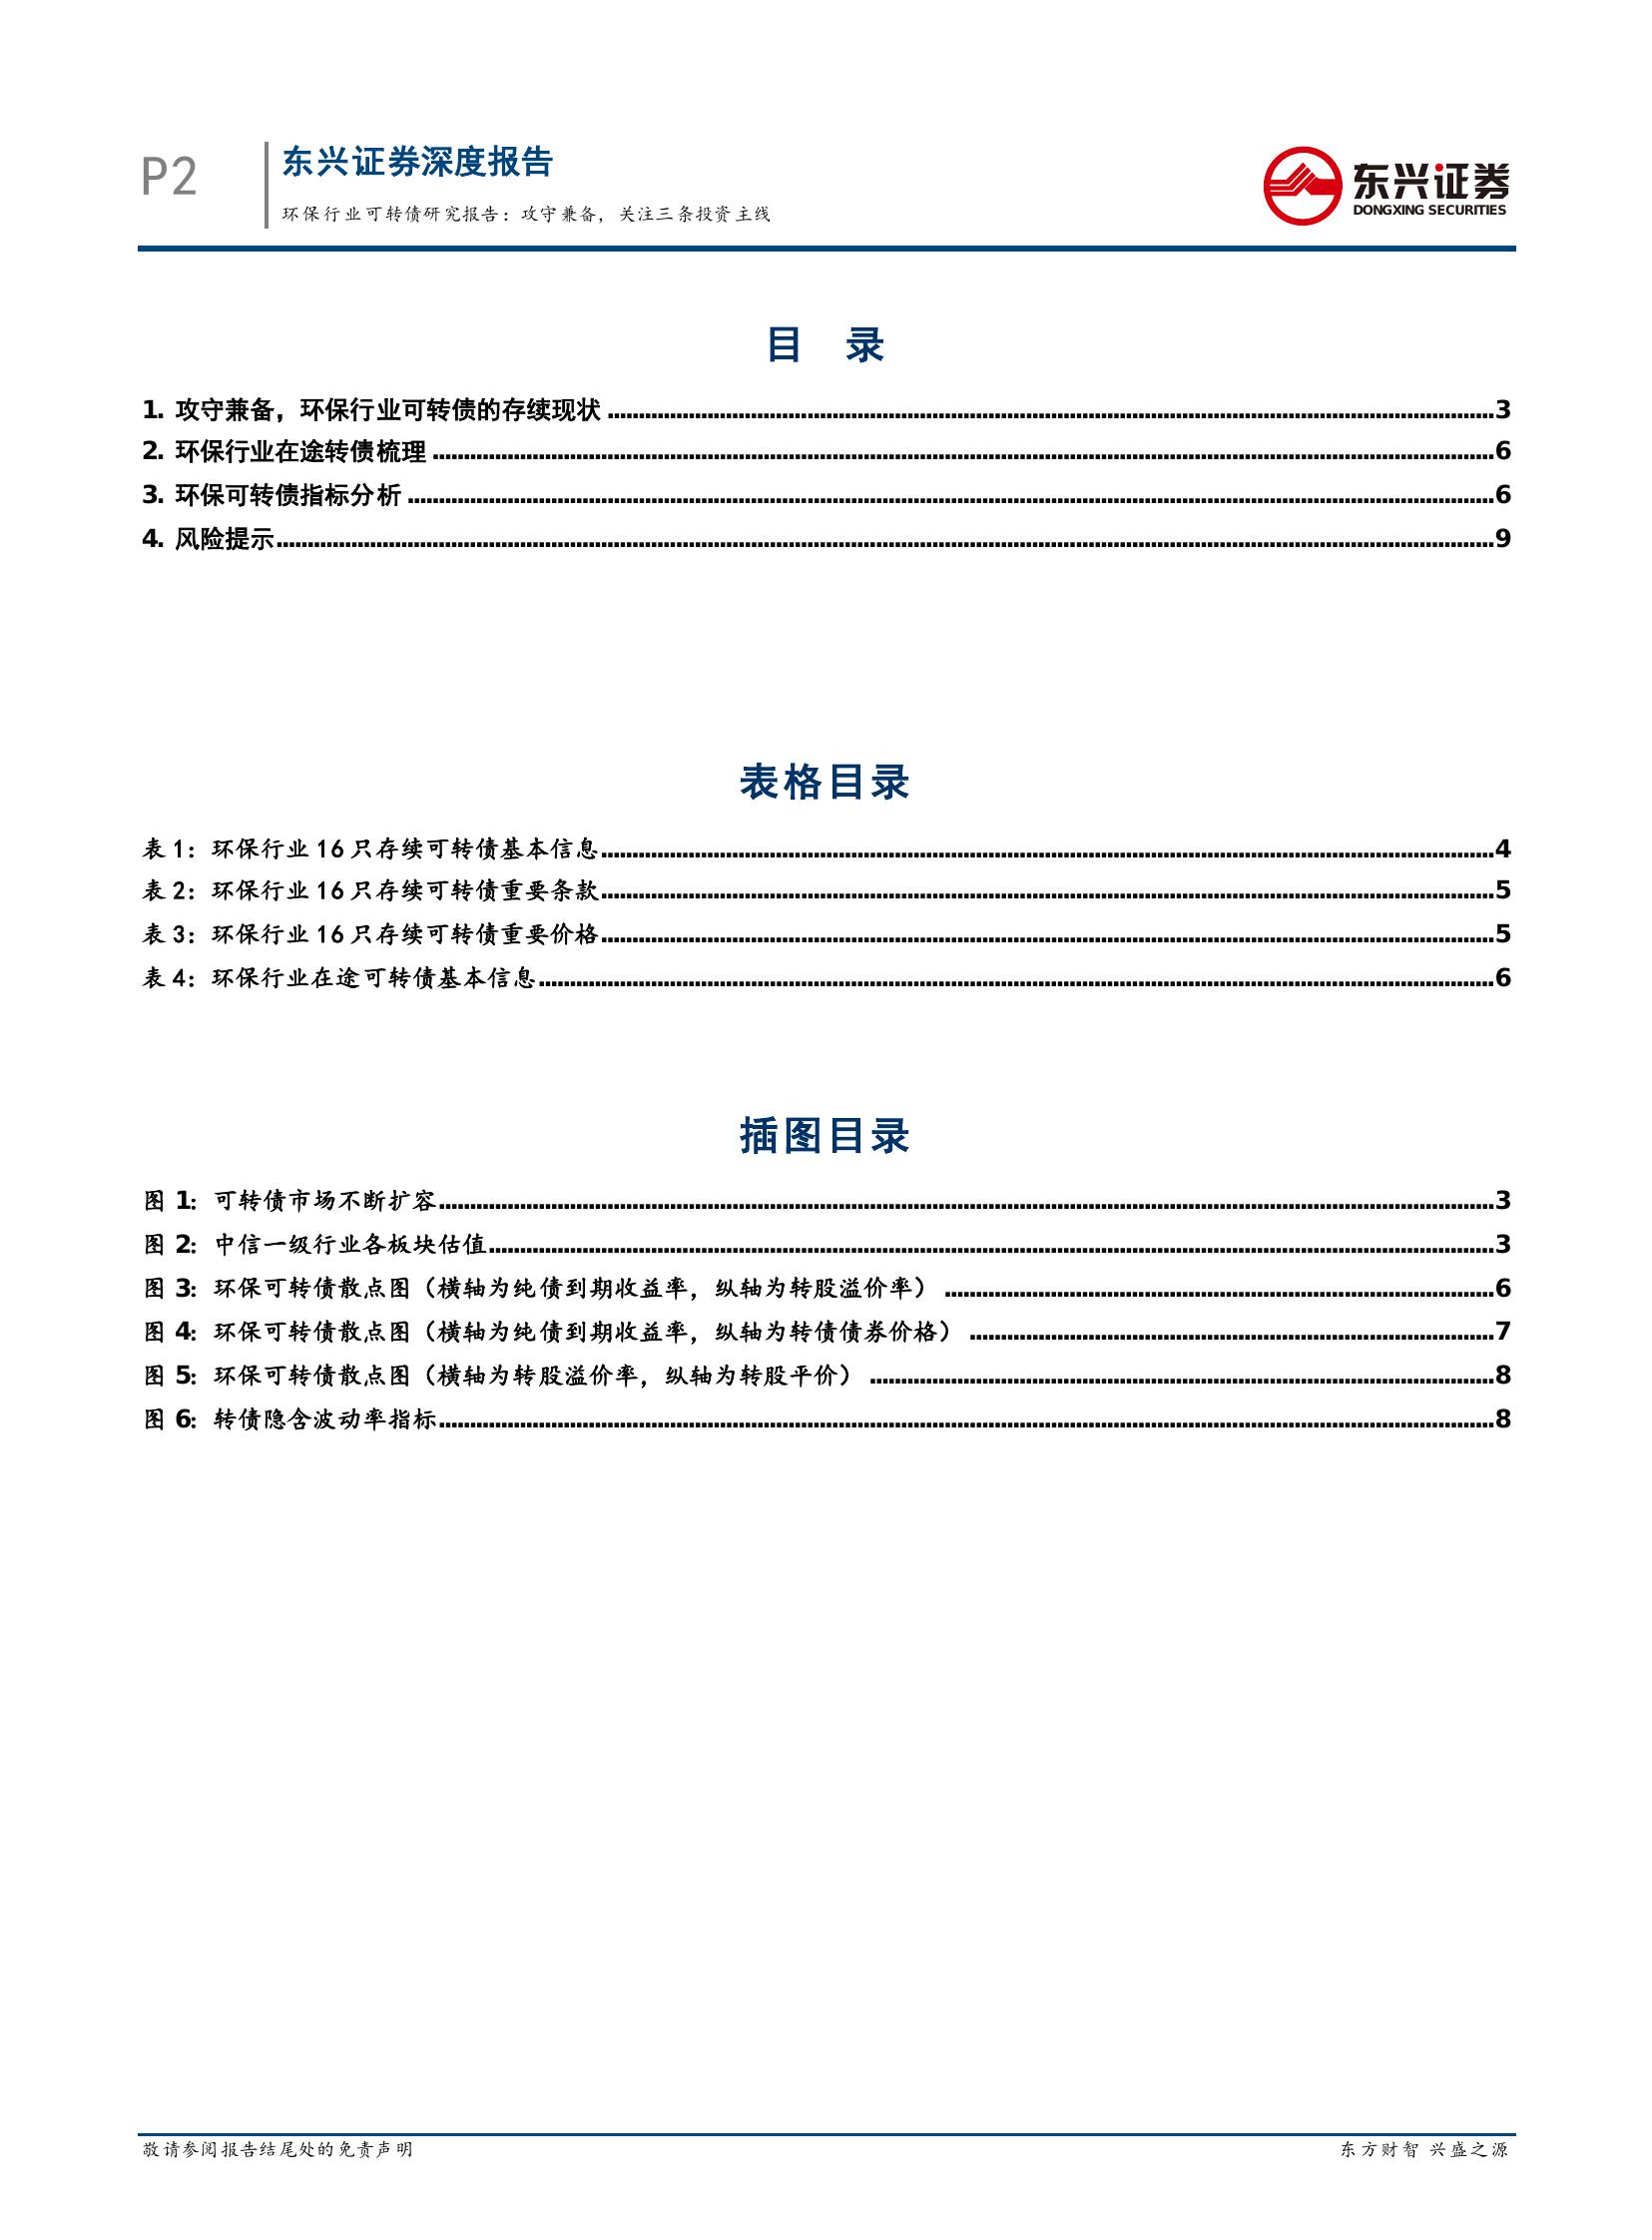 P2
东兴证券深度报告
环保行业可转债研究报告：攻守兼备，关注三条投资主线
东兴证券
DONGXING SECURITIES
目 录
1. 攻守兼备，环保行业可转债的存续现状 3
2. 环保行业在途转债梳理 6
3. 环保可转债指标分析 6
4. 风险提示 9
表格目录
表 1：环保行业 16 只存续可转债基本信息 4
表 2：环保行业 16 只存续可转债重要条款 5
表 3：环保行业 16 只存续可转债重要价格 5
表 4：环保行业在途可转债基本信息 6
插图目录
图 1: 可转债市场不断扩容 3
图 2: 中信一级行业各板块估值 3
图 3: 环保可转债散点图（横轴为纯债到期收益率，纵轴为转股溢价率） 6
图 4: 环保可转债散点图（横轴为纯债到期收益率，纵轴为转债债券价格） 7
图 5: 环保可转债散点图（横轴为转股溢价率，纵轴为转股平价） 8
图 6: 转债隐含波动率指标 8
敬请参阅报告结尾处的免责声明
东方财智 兴盛之源